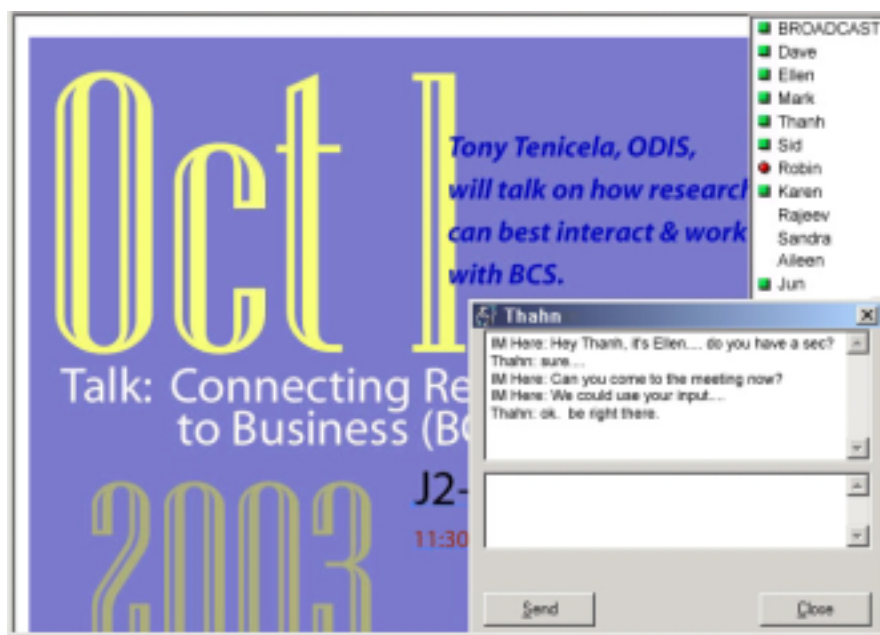 Oct 1
Tony Tenicela, ODIS,
will talk on how research
can best interact & work
with BCS.
Talk: Connecting Re
to Business (BC
2003
J2-
11:30
BROADCAST
Dave
Ellen
Mark
Thanh
Sid
Robin
Karen
Rajeev
Sandra
Aileen
Jun
Thahn
IM Here: Hey Thanh, it's Ellen.... do you have a sec?
Thahn: sure....
IM Here: Can you come to the meeting now?
IM Here: We could use your input....
Thahn: ok. be right there.
Send
Close